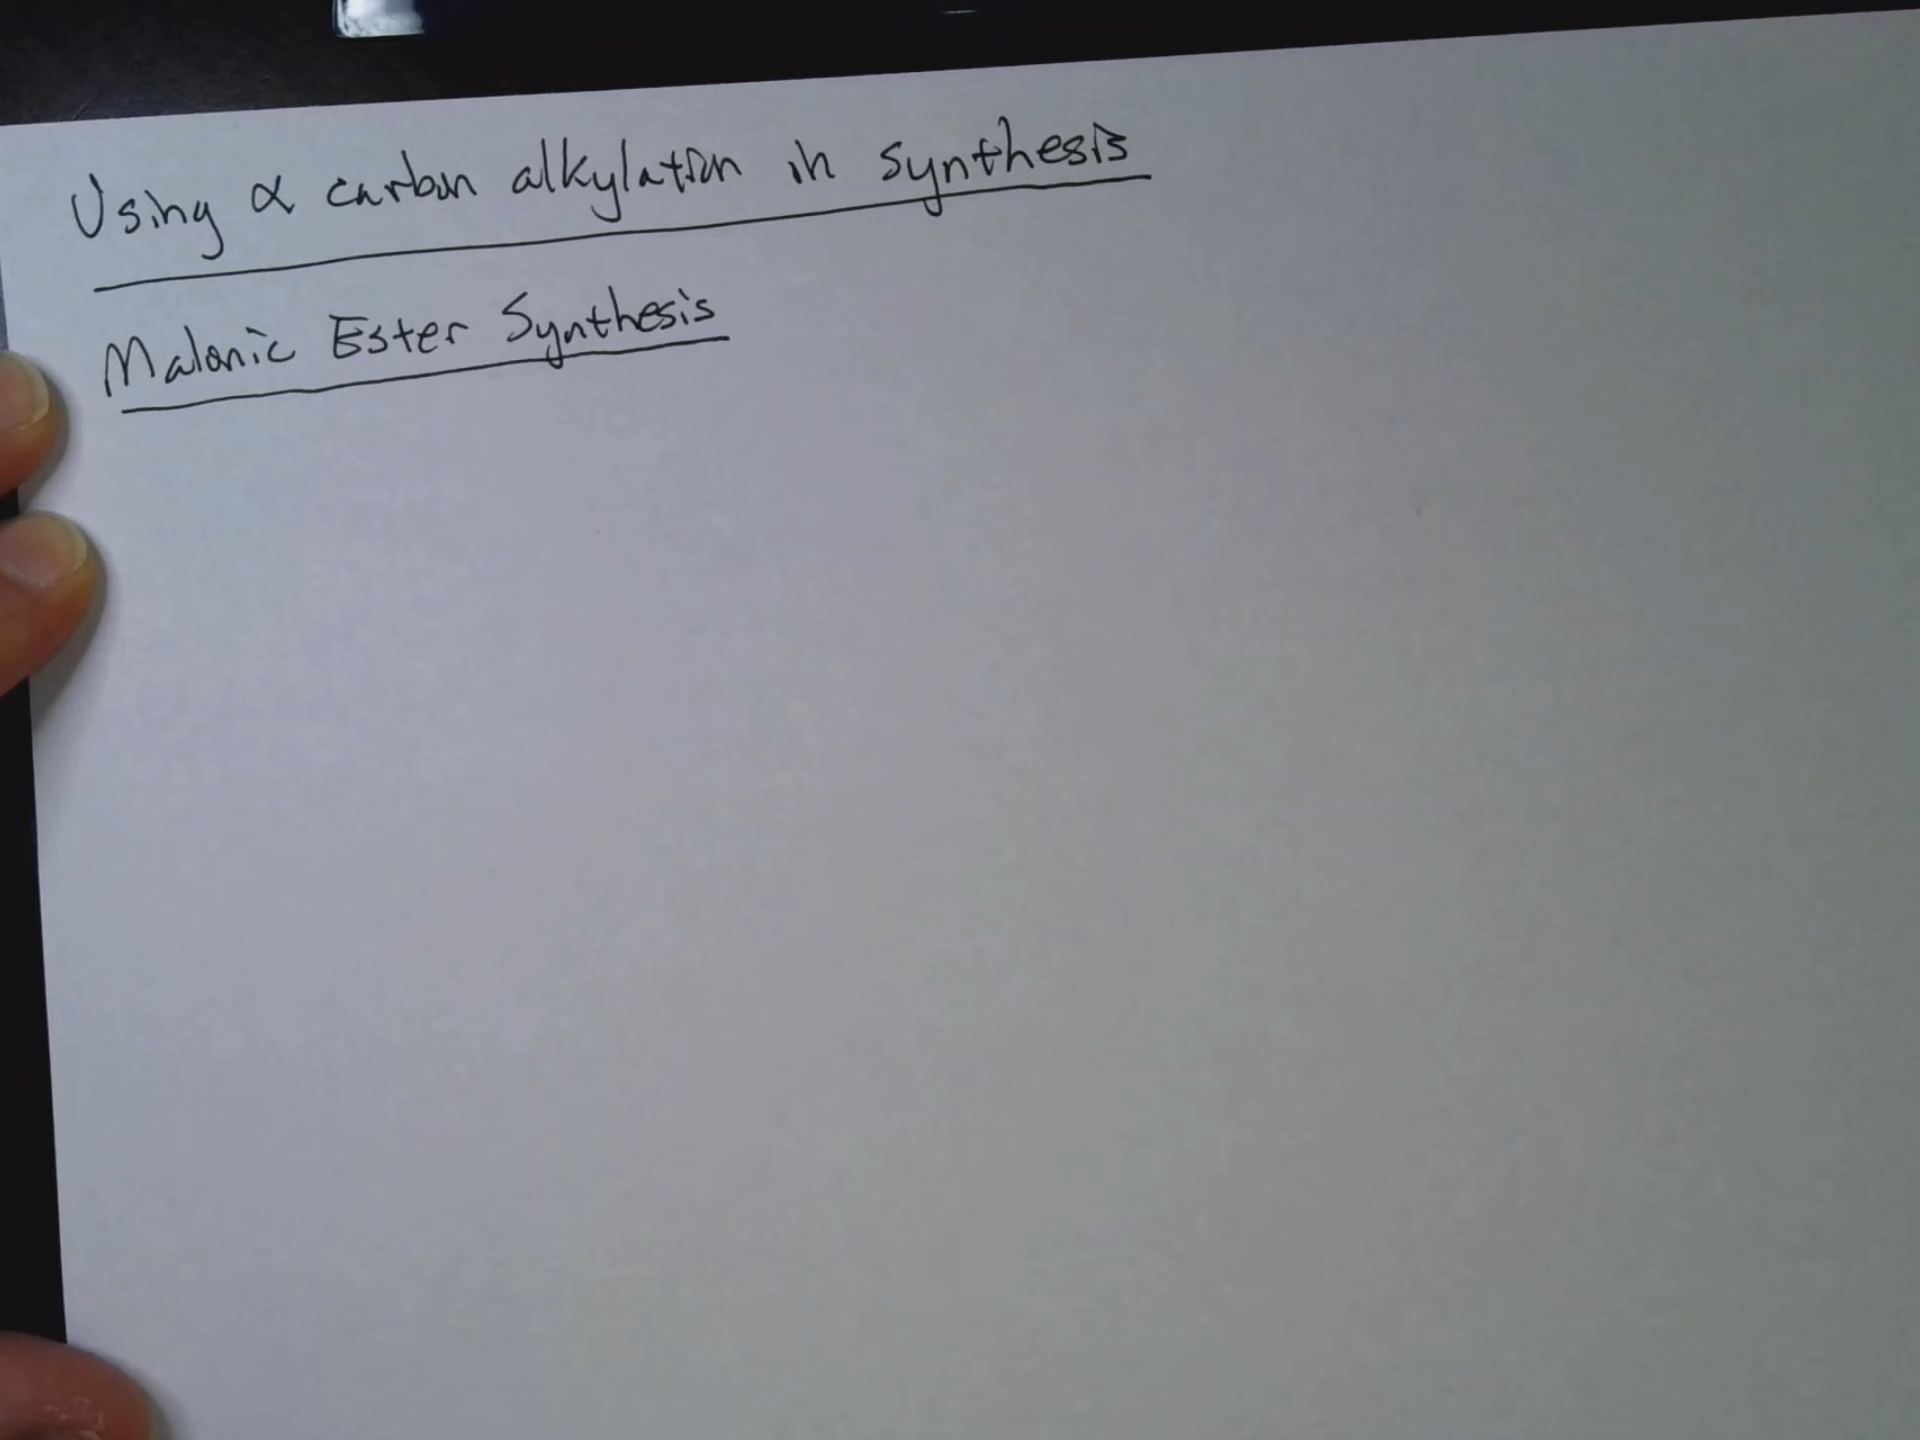 Using α carbon alkylation in synthesis
Malonic Ester Synthesis